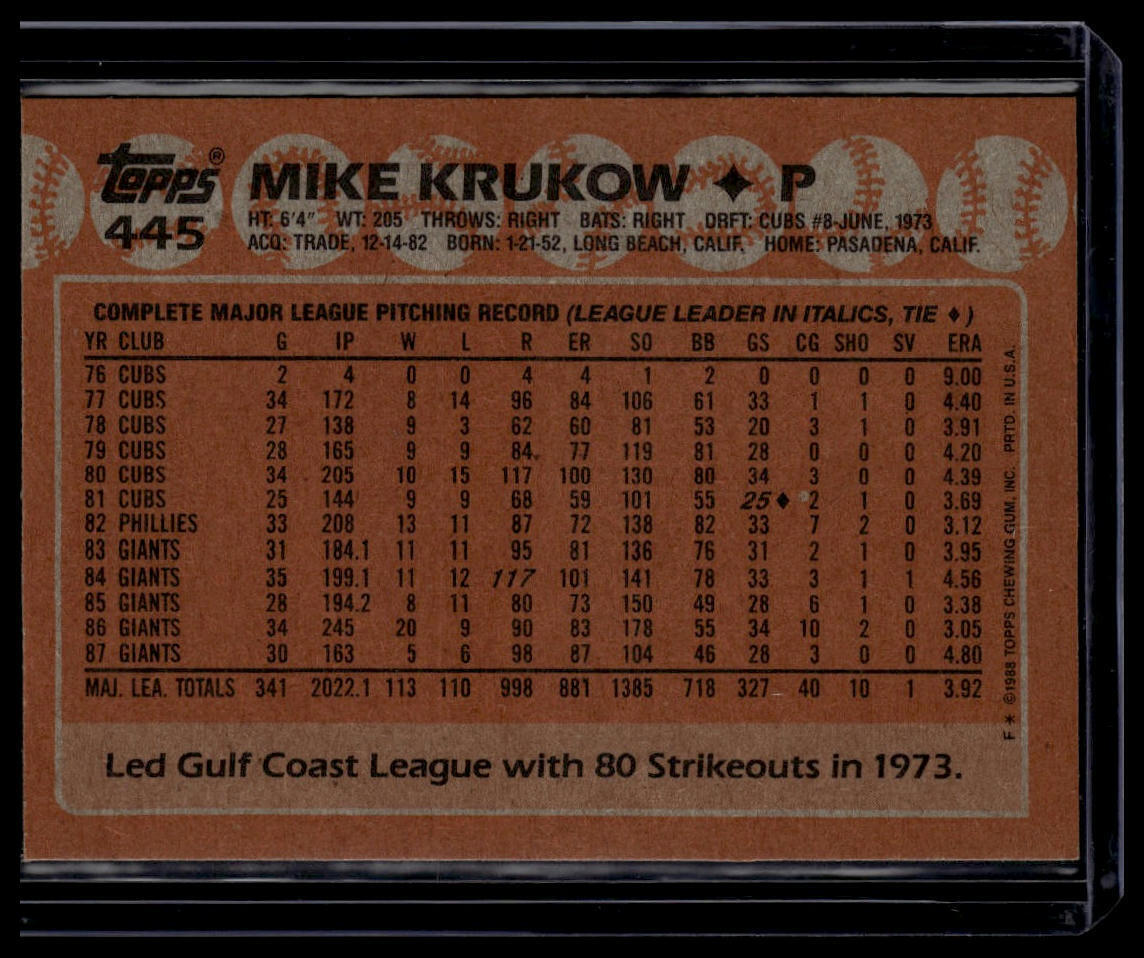 Topps® MIKE KRUKOW ✦ P
445 HT: 6'4" WT: 205 THROWS: RIGHT BATS: RIGHT DRFT: CUBS #8-JUNE, 1973
ACQ: TRADE, 12-14-82 BORN: 1-21-52, LONG BEACH, CALIF. HOME: PASADENA, CALIF.
COMPLETE MAJOR LEAGUE PITCHING RECORD (LEAGUE LEADER IN ITALICS, TIE ♦)
YR CLUB G IP W L R ER SO BB GS CG SHO SV ERA
76 CUBS 2 4 0 0 4 4 1 2 0 0 0 0 9.00
77 CUBS 34 172 8 14 96 84 106 61 33 1 1 0 4.40
78 CUBS 27 138 9 3 62 60 81 53 20 3 1 0 3.91
79 CUBS 28 165 9 9 84 77 119 81 28 0 0 0 4.20
80 CUBS 34 205 10 15 117 100 130 80 34 3 0 0 4.39
81 CUBS 25 144 9 9 68 59 101 55 25♦ 2 1 0 3.69
82 PHILLIES 33 208 13 11 87 72 138 82 33 7 2 0 3.12
83 GIANTS 31 184.1 11 11 95 81 136 76 31 2 1 0 3.95
84 GIANTS 35 199.1 11 12 117 101 141 78 33 3 1 1 4.56
85 GIANTS 28 194.2 8 11 80 73 150 49 28 6 1 0 3.38
86 GIANTS 34 245 20 9 90 83 178 55 34 10 2 0 3.05
87 GIANTS 30 163 5 6 98 87 104 46 28 3 0 0 4.80
MAJ. LEA. TOTALS 341 2022.1 113 110 998 881 1385 718 327 40 10 1 3.92
Led Gulf Coast League with 80 Strikeouts in 1973.
F* ©1988 TOPPS CHEWING GUM, INC. PRTD. IN U.S.A.